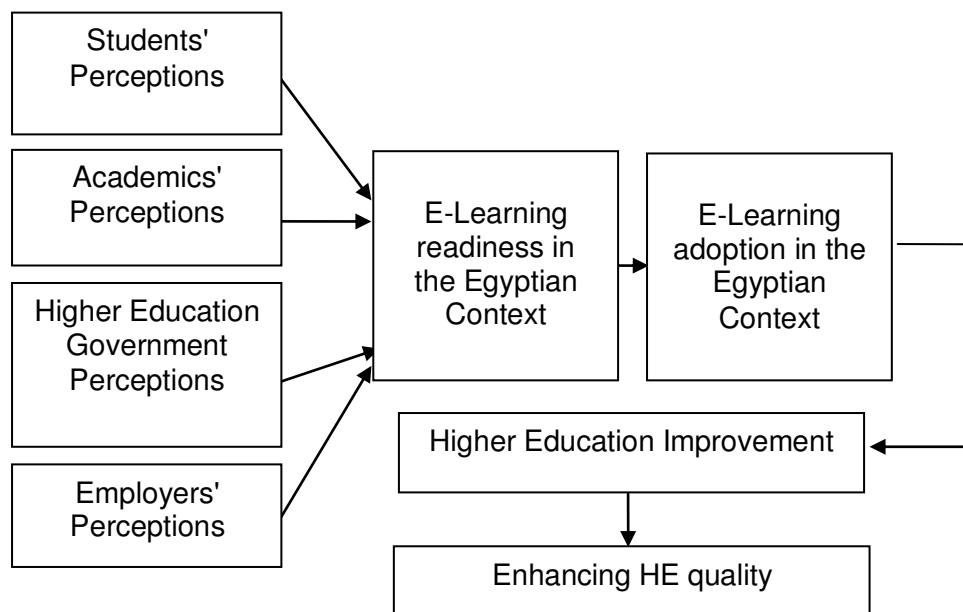 Students'
Perceptions
Academics'
Perceptions
Higher Education
Government
Perceptions
Employers'
Perceptions
E-Learning
readiness in
the Egyptian
Context
E-Learning
adoption in the
Egyptian
Context
Higher Education Improvement
Enhancing HE quality